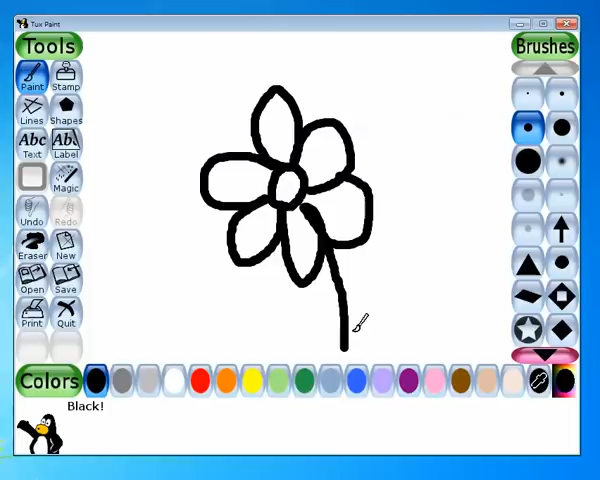 Tux Paint
Tools
Brushes
Paint
Stamp
Lines
Shapes
Abc
Text
Abc
Label
Magic
Undo
Redo
Eraser
New
Open
Save
Print
Quit
Colors
Black!